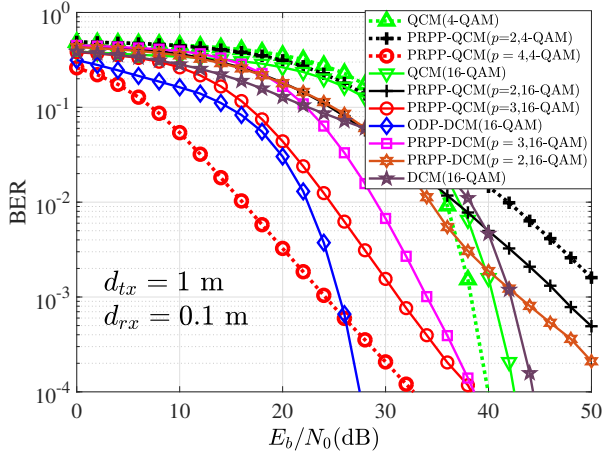 10^0
10^-1
10^-2
10^-3
10^-4
BER
0
10
20
30
40
50
E_b/N_0(dB)
d_tx = 1 m
d_rx = 0.1 m
QCM(4-QAM)
PRPP-QCM(p=2,4-QAM)
PRPP-QCM(p = 4,4-QAM)
QCM(16-QAM)
PRPP-QCM(p=2,16-QAM)
PRPP-QCM(p=3,16-QAM)
ODP-DCM(16-QAM)
PRPP-DCM(p = 3,16-QAM)
PRPP-DCM(p = 2,16-QAM)
DCM(16-QAM)